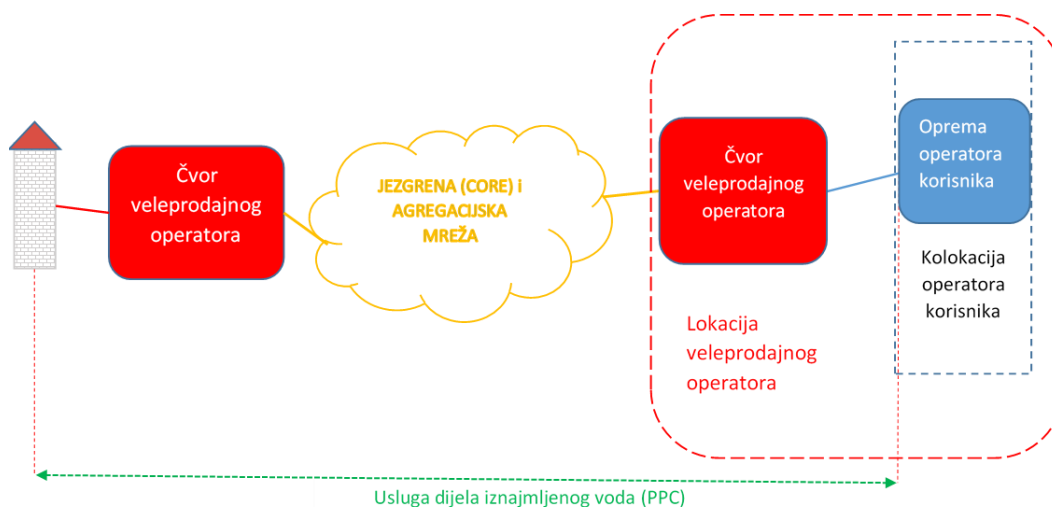 Čvor
veleprodajnog
operatora
JEZGRENA (CORE) i
AGREGACIJSKA
MREŽA
Čvor
veleprodajnog
operatora
Oprema
operatora
korisnika
Kolokacija
operatora
korisnika
Lokacija
veleprodajnog
operatora
Usluga dijela iznajmljenog voda (PPC)